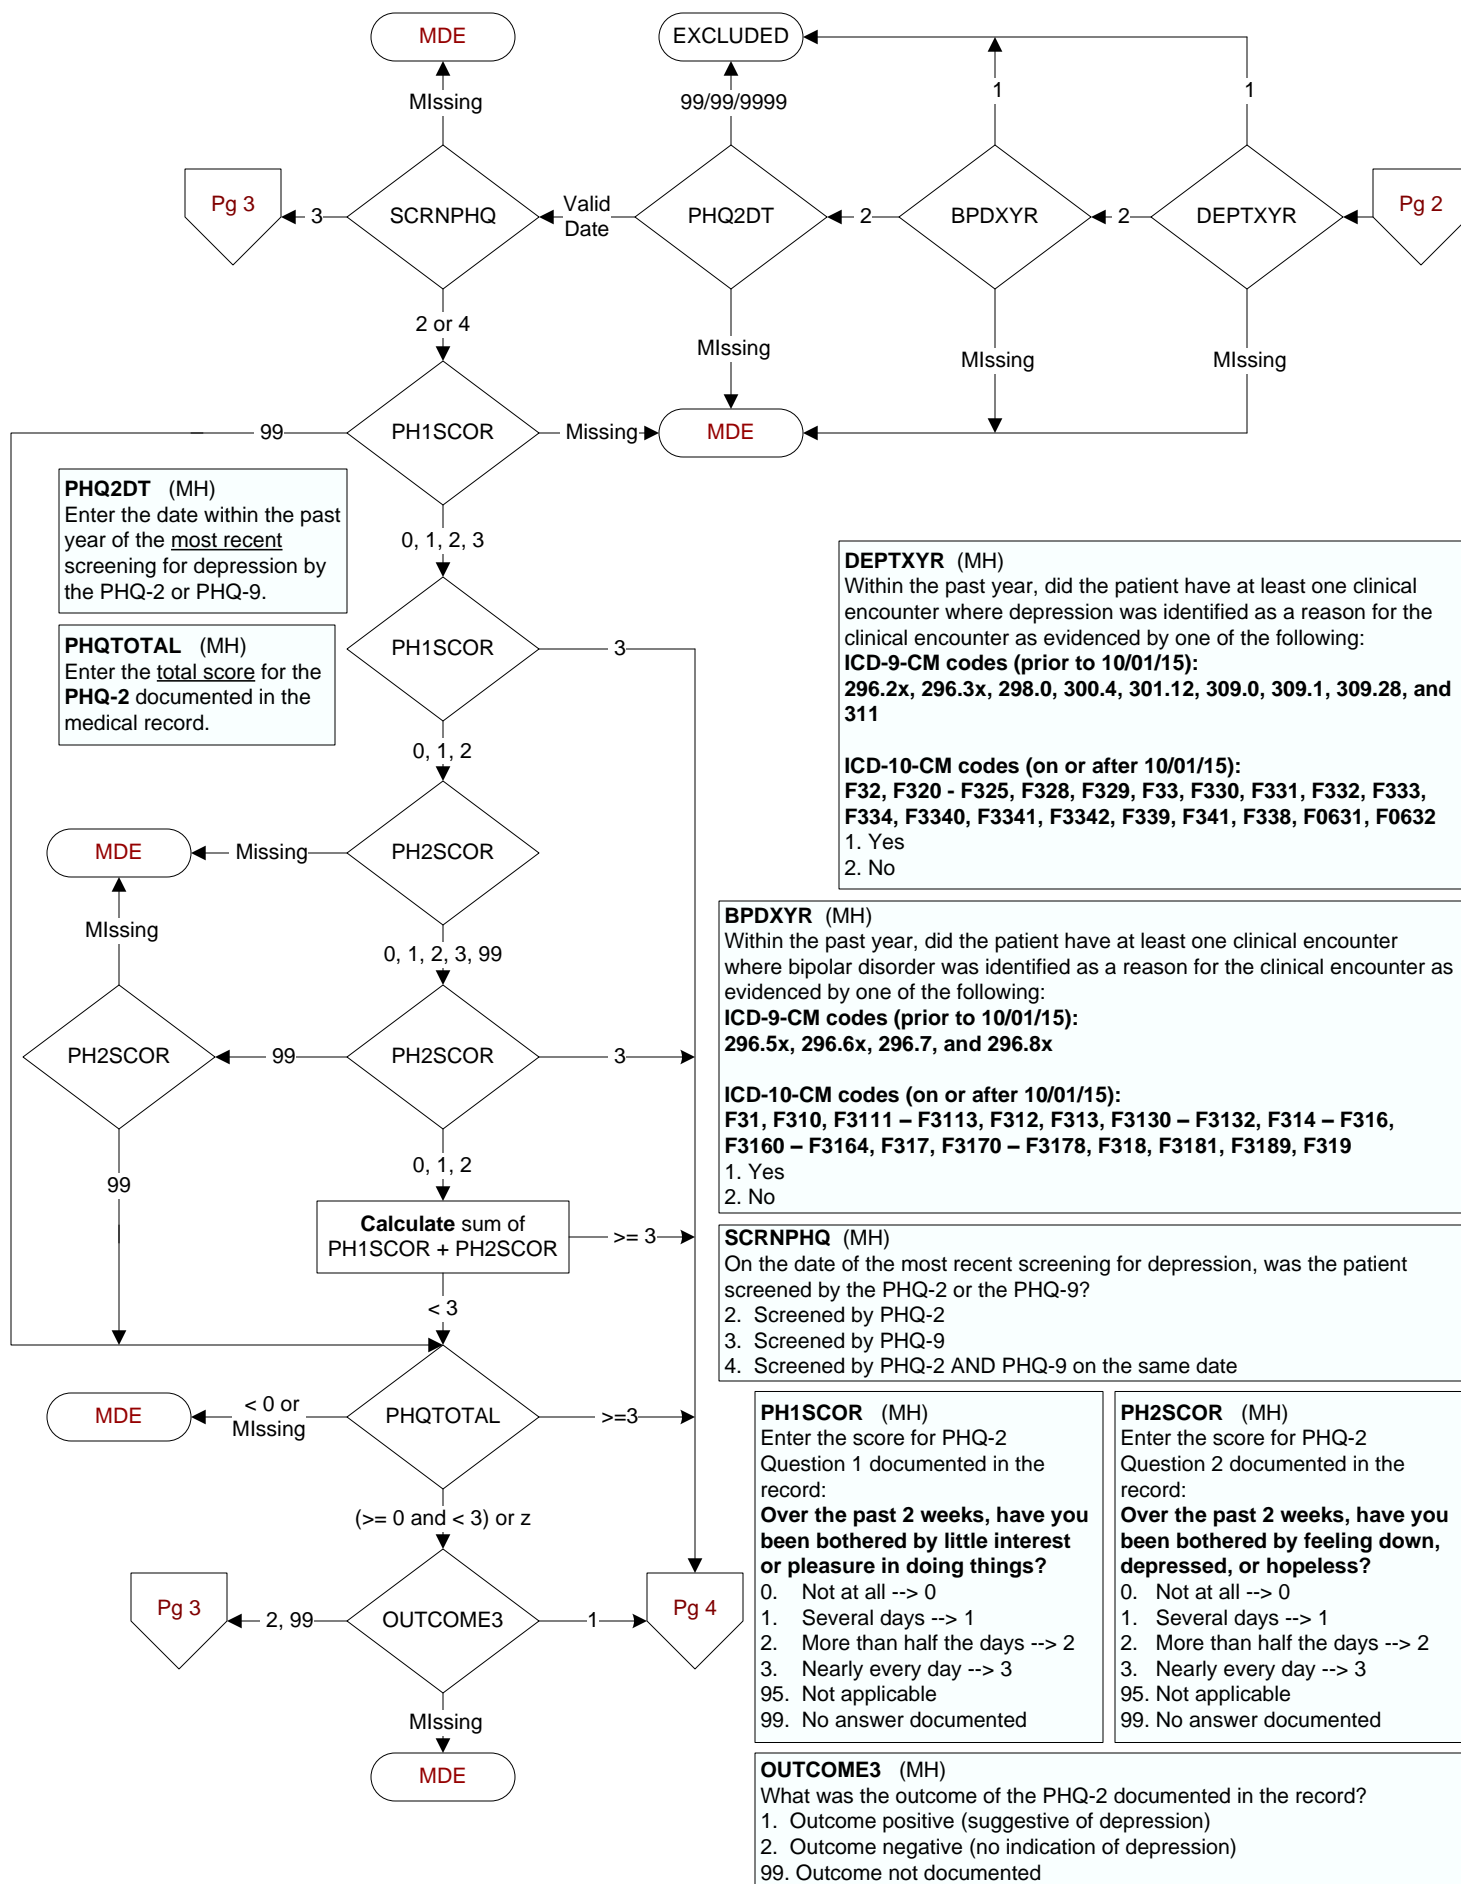 MDE
EXCLUDED
MIssing
99/99/9999
1
1
Pg 3
3
SCRNPHQ
Valid
Date
PHQ2DT
2
BPDXYR
2
DEPTXYR
Pg 2
2 or 4
MIssing
MIssing
MIssing
99
PH1SCOR
Missing
MDE
PHQ2DT (MH)
Enter the date within the past
year of the most recent
screening for depression by
the PHQ-2 or PHQ-9.
0, 1, 2, 3
PHQTOTAL (MH)
Enter the total score for the
PHQ-2 documented in the
medical record.
PH1SCOR
3
0, 1, 2
DEPTXYR (MH)
Within the past year, did the patient have at least one clinical
encounter where depression was identified as a reason for the
clinical encounter as evidenced by one of the following:
ICD-9-CM codes (prior to 10/01/15):
296.2x, 296.3x, 298.0, 300.4, 301.12, 309.0, 309.1, 309.28, and
311
ICD-10-CM codes (on or after 10/01/15):
F32, F320 - F325, F328, F329, F33, F330, F331, F332, F333,
F334, F3340, F3341, F3342, F339, F341, F338, F0631, F0632
1. Yes
2. No
MDE
Missing
PH2SCOR
MIssing
0, 1, 2, 3, 99
PH2SCOR
99
PH2SCOR
3
99
0, 1, 2
BPDXYR (MH)
Within the past year, did the patient have at least one clinical encounter
where bipolar disorder was identified as a reason for the clinical encounter as
evidenced by one of the following:
ICD-9-CM codes (prior to 10/01/15):
296.5x, 296.6x, 296.7, and 296.8x
ICD-10-CM codes (on or after 10/01/15):
F31, F310, F3111 – F3113, F312, F313, F3130 – F3132, F314 – F316,
F3160 – F3164, F317, F3170 – F3178, F318, F3181, F3189, F319
1. Yes
2. No
Calculate sum of
PH1SCOR + PH2SCOR
>= 3
< 3
SCRNPHQ (MH)
On the date of the most recent screening for depression, was the patient
screened by the PHQ-2 or the PHQ-9?
2. Screened by PHQ-2
3. Screened by PHQ-9
4. Screened by PHQ-2 AND PHQ-9 on the same date
MDE
< 0 or
MIssing
PHQTOTAL
>=3
(>= 0 and < 3) or z
Pg 3
2, 99
OUTCOME3
1
Pg 4
MIssing
MDE
PH1SCOR (MH)
Enter the score for PHQ-2
Question 1 documented in the
record:
Over the past 2 weeks, have you
been bothered by little interest
or pleasure in doing things?
0. Not at all --> 0
1. Several days --> 1
2. More than half the days --> 2
3. Nearly every day --> 3
95. Not applicable
99. No answer documented
PH2SCOR (MH)
Enter the score for PHQ-2
Question 2 documented in the
record:
Over the past 2 weeks, have you
been bothered by feeling down,
depressed, or hopeless?
0. Not at all --> 0
1. Several days --> 1
2. More than half the days --> 2
3. Nearly every day --> 3
95. Not applicable
99. No answer documented
OUTCOME3 (MH)
What was the outcome of the PHQ-2 documented in the record?
1. Outcome positive (suggestive of depression)
2. Outcome negative (no indication of depression)
99. Outcome not documented